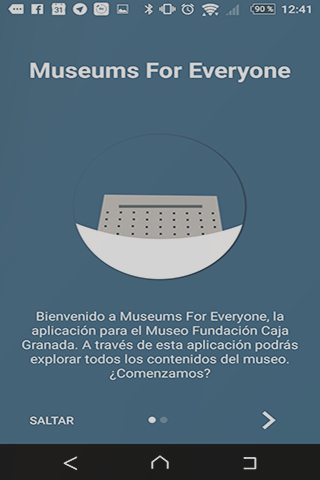 31
90 %
12:41
Museums For Everyone
Bienvenido a Museums For Everyone, la
aplicación para el Museo Fundación Caja
Granada. A través de esta aplicación podrás
explorar todos los contenidos del museo.
¿Comenzamos?
SALTAR